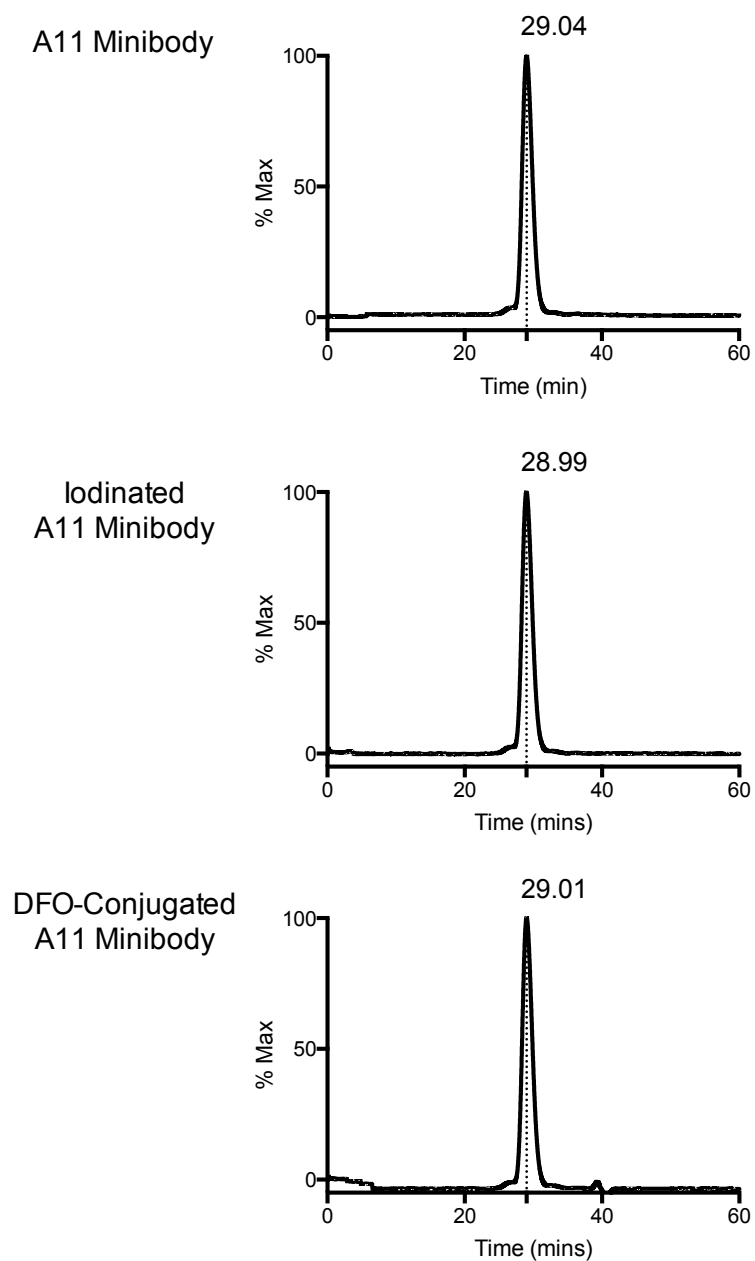 A11 Minibody
29.04
100
50
0
% Max
0 20 40 60
Time (min)
Iodinated
A11 Minibody
28.99
100
50
0
% Max
0 20 40 60
Time (mins)
DFO-Conjugated
A11 Minibody
29.01
100
50
0
% Max
0 20 40 60
Time (mins)